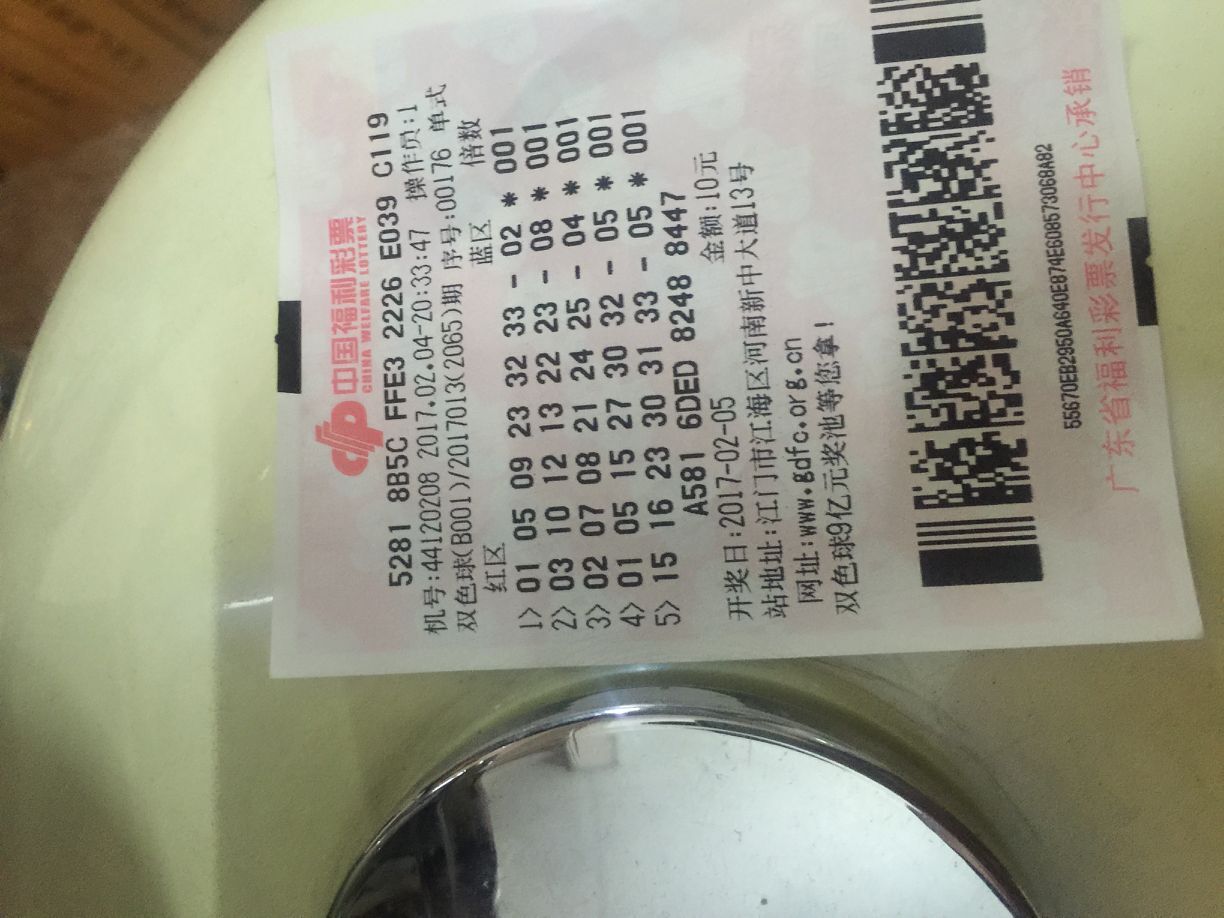 中国福利彩票
CHINA WELFARE LOTTERY
5281 8B5C FFE3 2226 E039 C119
机号:44120208 2017.02.04-20:33:47 操作员:1
双色球(B001)/2017013(2065)期 序号:00176 单式
红区 蓝区 倍数
1> 01 05 09 23 32 33 - 02 * 001
2> 03 10 12 13 22 23 - 08 * 001
3> 02 07 08 21 24 25 - 04 * 001
4> 01 05 15 27 30 32 - 05 * 001
5> 15 16 23 30 31 33 - 05 * 001
A581 6DED 8248 8447
开奖日:2017-02-05 金额:10元
站地址:江门市江海区河南新中大道13号
网址:www.gdfc.org.cn
双色球9亿元奖池等您拿!
55670EB2950A640E874E608573068A82
广东省福利彩票发行中心承销